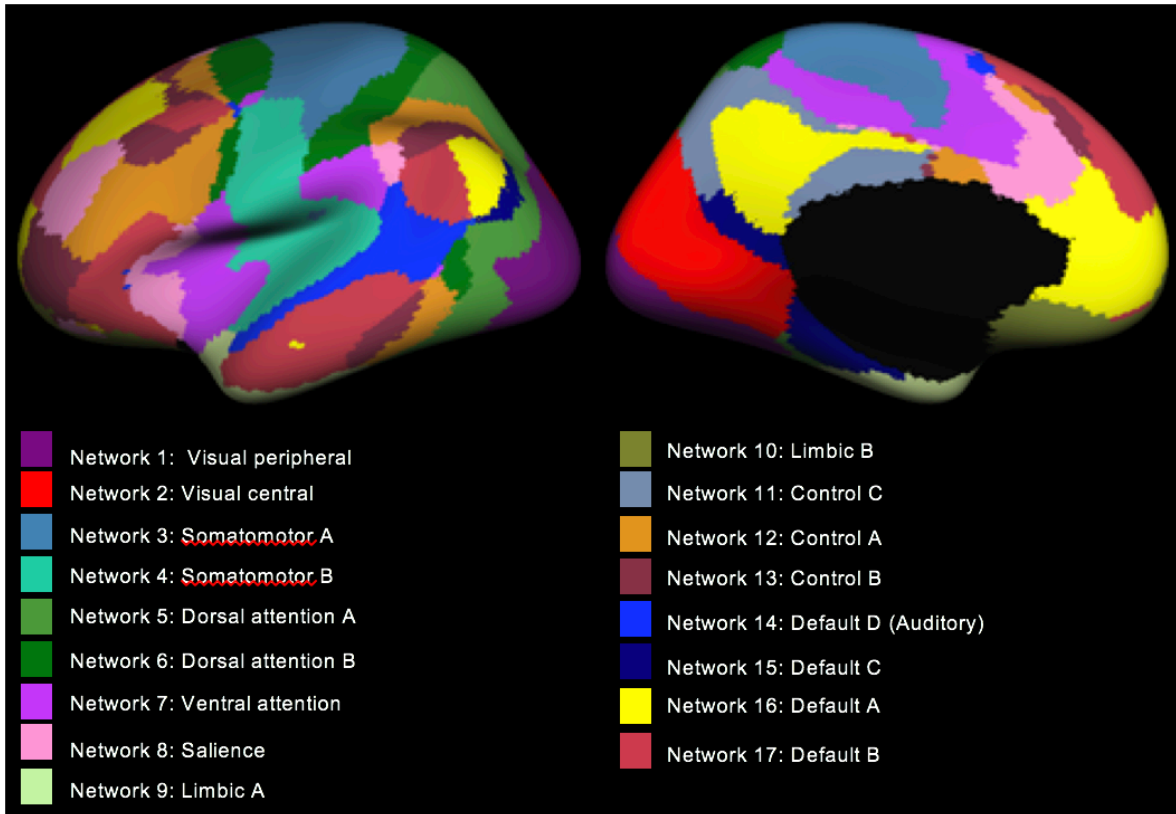 Network 1:  Visual peripheral
Network 2: Visual central
Network 3: Somatomotor A
Network 4: Somatomotor B
Network 5: Dorsal attention A
Network 6: Dorsal attention B
Network 7: Ventral attention
Network 8: Salience
Network 9: Limbic A
Network 10: Limbic B
Network 11: Control C
Network 12: Control A
Network 13: Control B
Network 14: Default D (Auditory)
Network 15: Default C
Network 16: Default A
Network 17: Default B